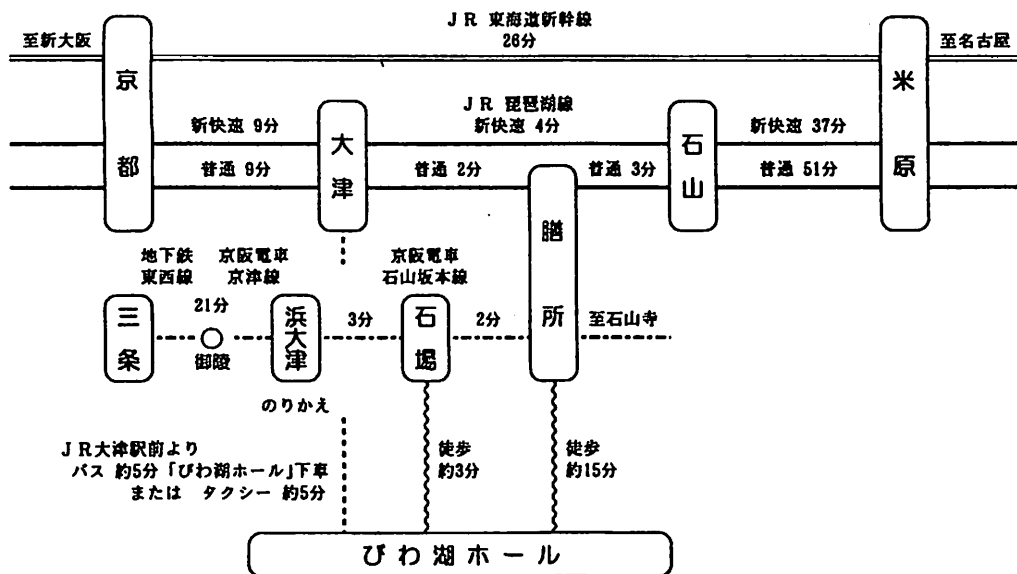 JR 東海道新幹線
至新大阪
26分
至名古屋
京都
米原
JR 琵琶湖線
新快速 9分
大津
新快速 4分
石山
新快速 37分
普通 9分
普通 2分
普通 3分
普通 51分
膳所
地下鉄
東西線
京阪電車
京津線
京阪電車
石山坂本線
三条
21分
御陵
浜大津
3分
石場
2分
至石山寺
のりかえ
JR大津駅前より
バス 約5分「びわ湖ホール」下車
または タクシー 約5分
徒歩
約3分
徒歩
約15分
びわ湖ホール